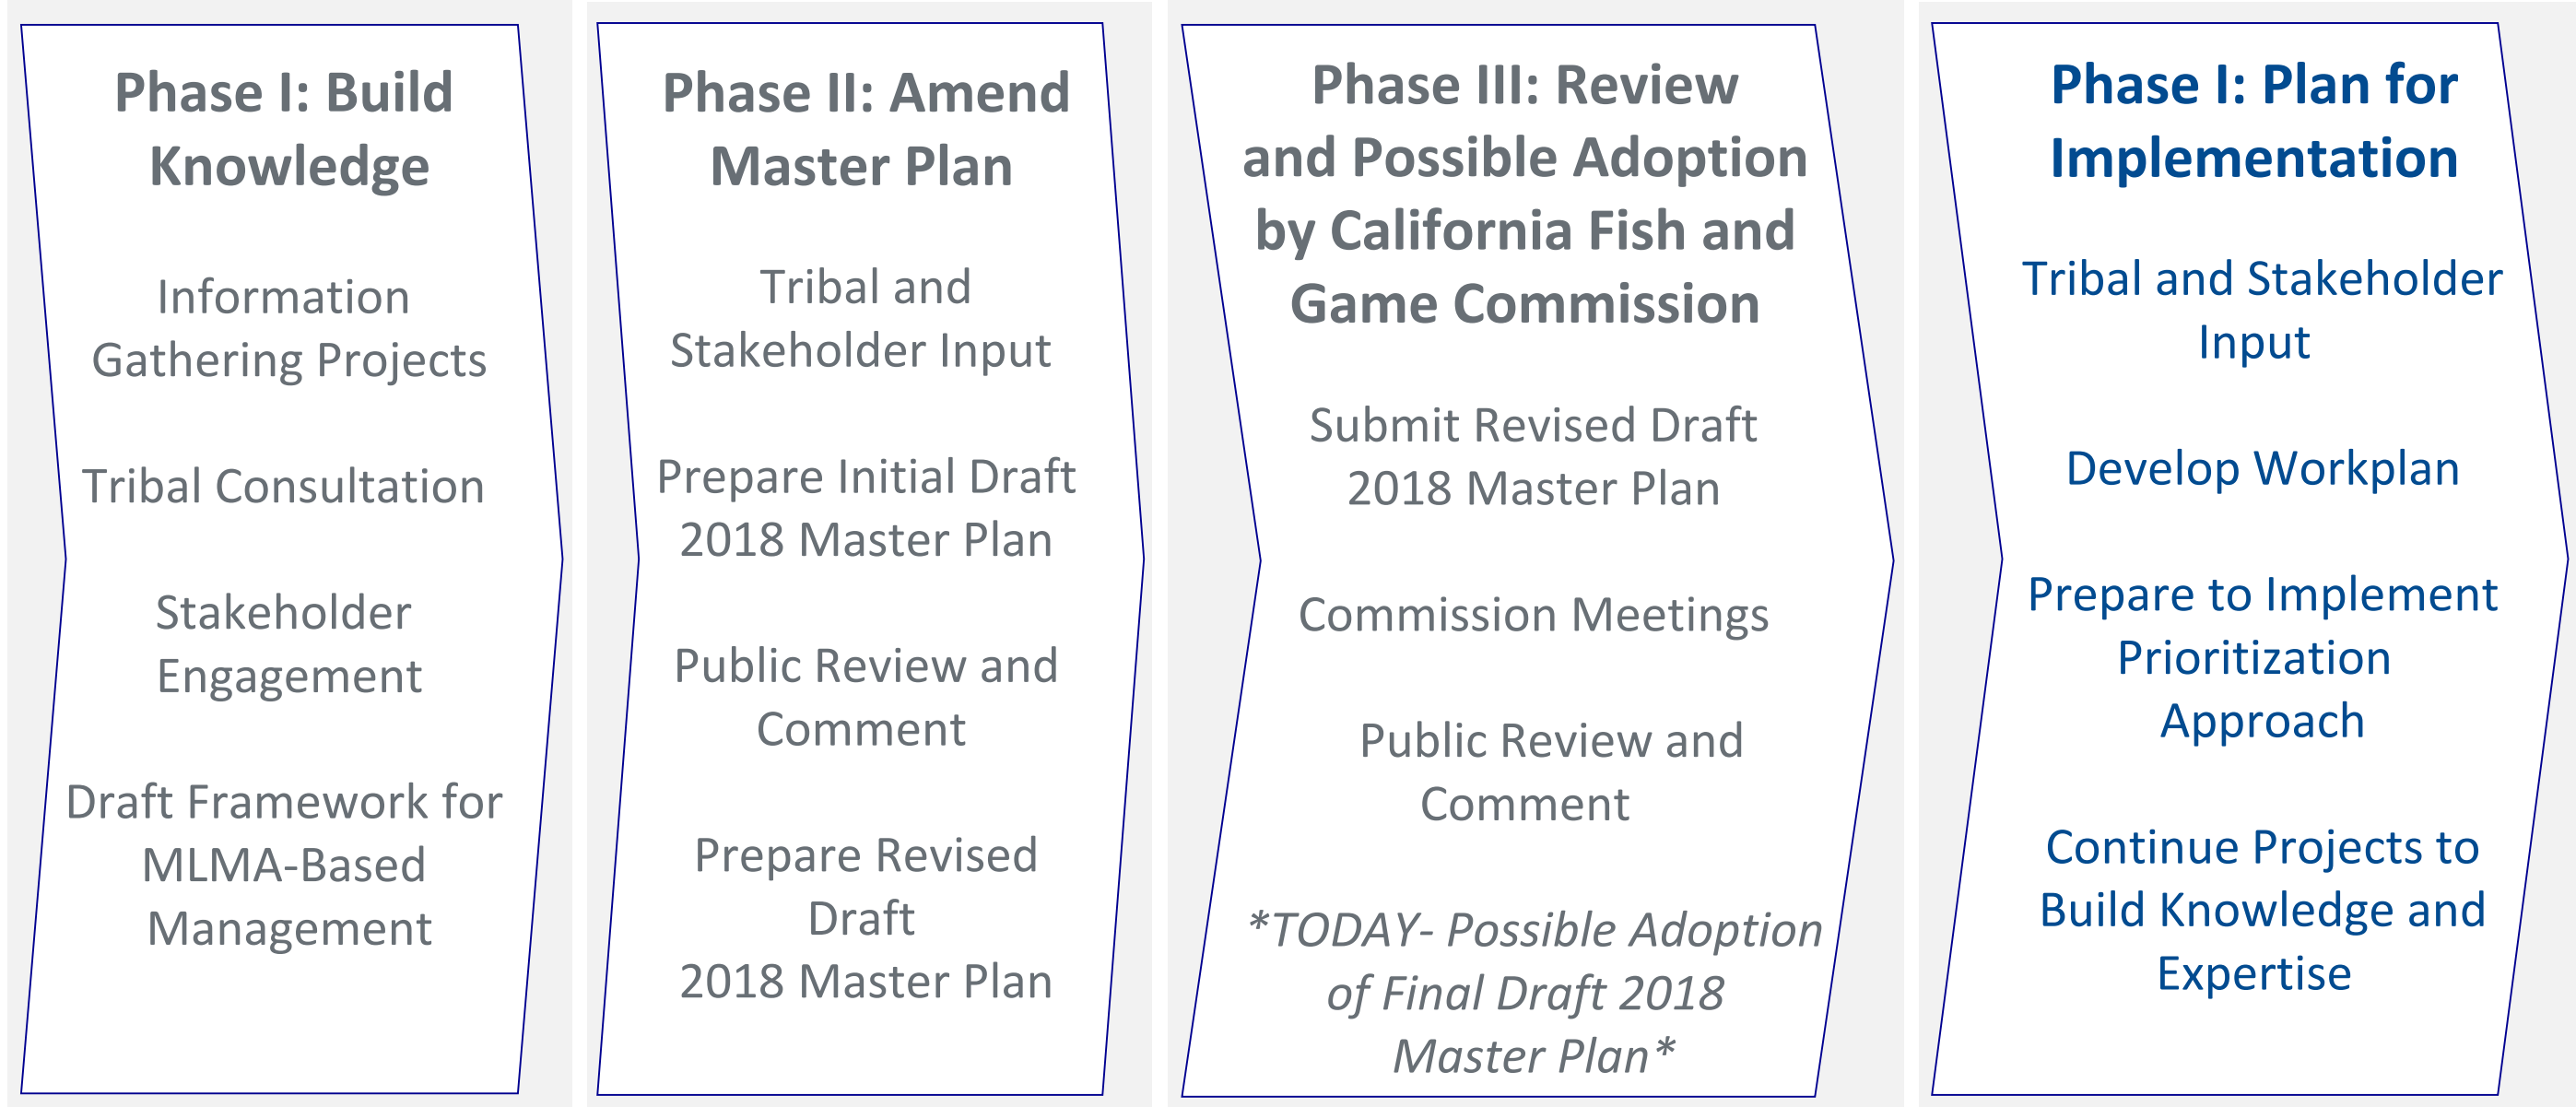 Phase I: Build
Knowledge
Information
Gathering Projects
Tribal Consultation
Stakeholder
Engagement
Draft Framework for
MLMA-Based
Management
Phase II: Amend
Master Plan
Tribal and
Stakeholder Input
Prepare Initial Draft
2018 Master Plan
Public Review and
Comment
Prepare Revised
Draft
2018 Master Plan
Phase III: Review
and Possible Adoption
by California Fish and
Game Commission
Submit Revised Draft
2018 Master Plan
Commission Meetings
Public Review and
Comment
*TODAY- Possible Adoption
of Final Draft 2018
Master Plan*
Phase I: Plan for
Implementation
Tribal and Stakeholder
Input
Develop Workplan
Prepare to Implement
Prioritization
Approach
Continue Projects to
Build Knowledge and
Expertise